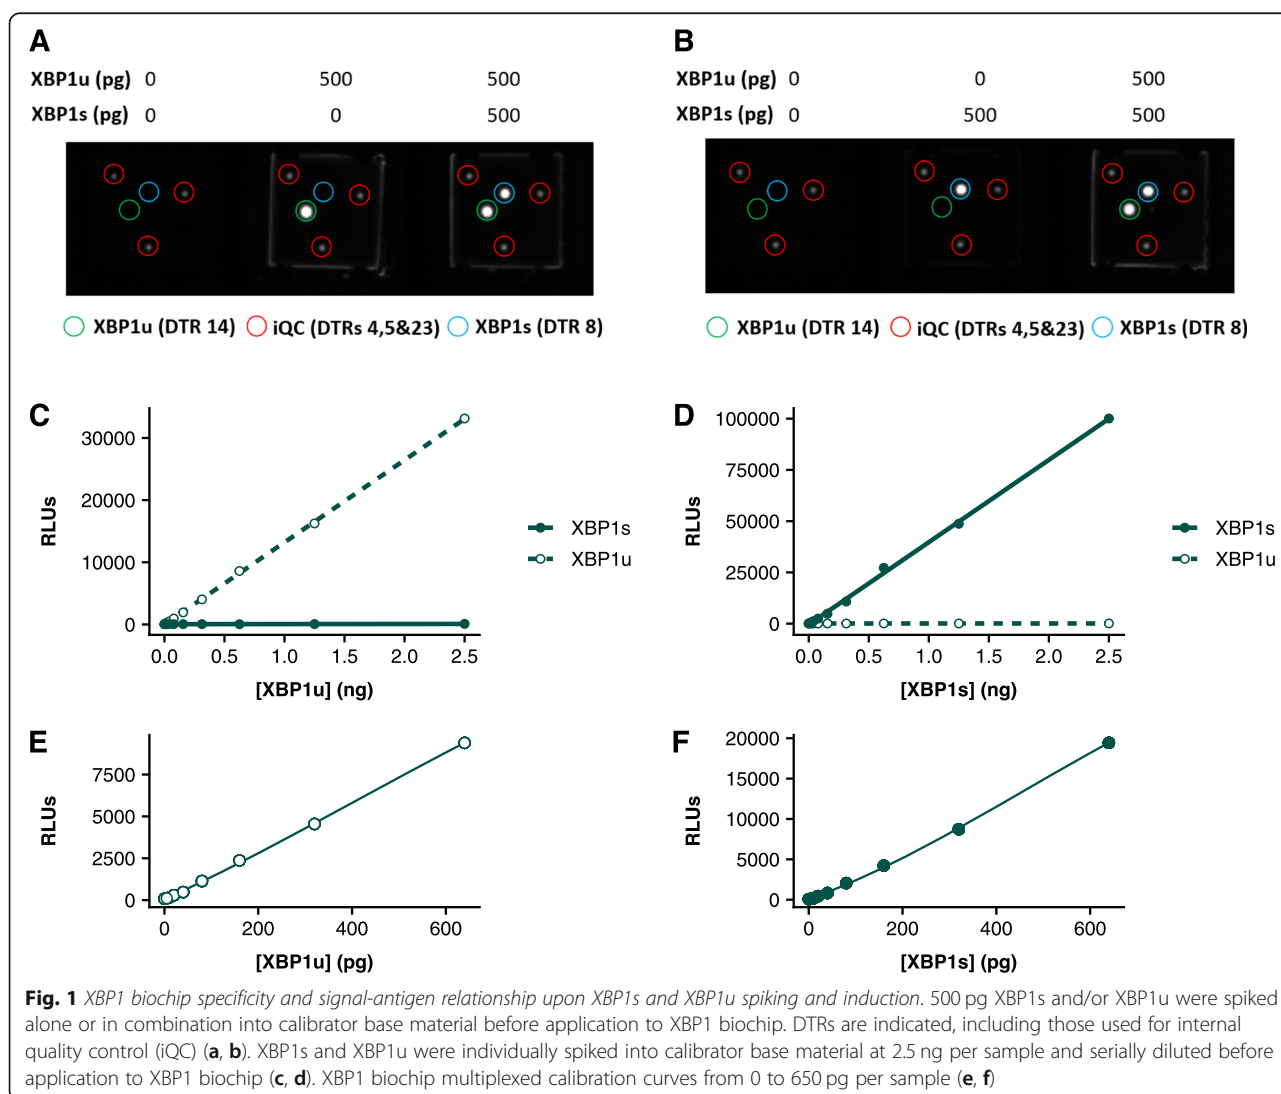 A
XBP1u (pg) 0 500 500
XBP1s (pg) 0 0 500
XBP1u (DTR 14) iQC (DTRs 4,5&23) XBP1s (DTR 8)
B
XBP1u (pg) 0 0 500
XBP1s (pg) 0 500 500
XBP1u (DTR 14) iQC (DTRs 4,5&23) XBP1s (DTR 8)
C
RLUs
30000
20000
10000
0
0.0 0.5 1.0 1.5 2.0 2.5
[XBP1u] (ng)
XBP1s
XBP1u
D
RLUs
100000
75000
50000
25000
0
0.0 0.5 1.0 1.5 2.0 2.5
[XBP1s] (ng)
XBP1s
XBP1u
E
RLUs
7500
5000
2500
0
0 200 400 600
[XBP1u] (pg)
F
RLUs
20000
15000
10000
5000
0
0 200 400 600
[XBP1s] (pg)
Fig. 1 XBP1 biochip specificity and signal-antigen relationship upon XBP1s and XBP1u spiking and induction. 500 pg XBP1s and/or XBP1u were spiked
alone or in combination into calibrator base material before application to XBP1 biochip. DTRs are indicated, including those used for internal
quality control (iQC) (a, b). XBP1s and XBP1u were individually spiked into calibrator base material at 2.5 ng per sample and serially diluted before
application to XBP1 biochip (c, d). XBP1 biochip multiplexed calibration curves from 0 to 650 pg per sample (e, f)